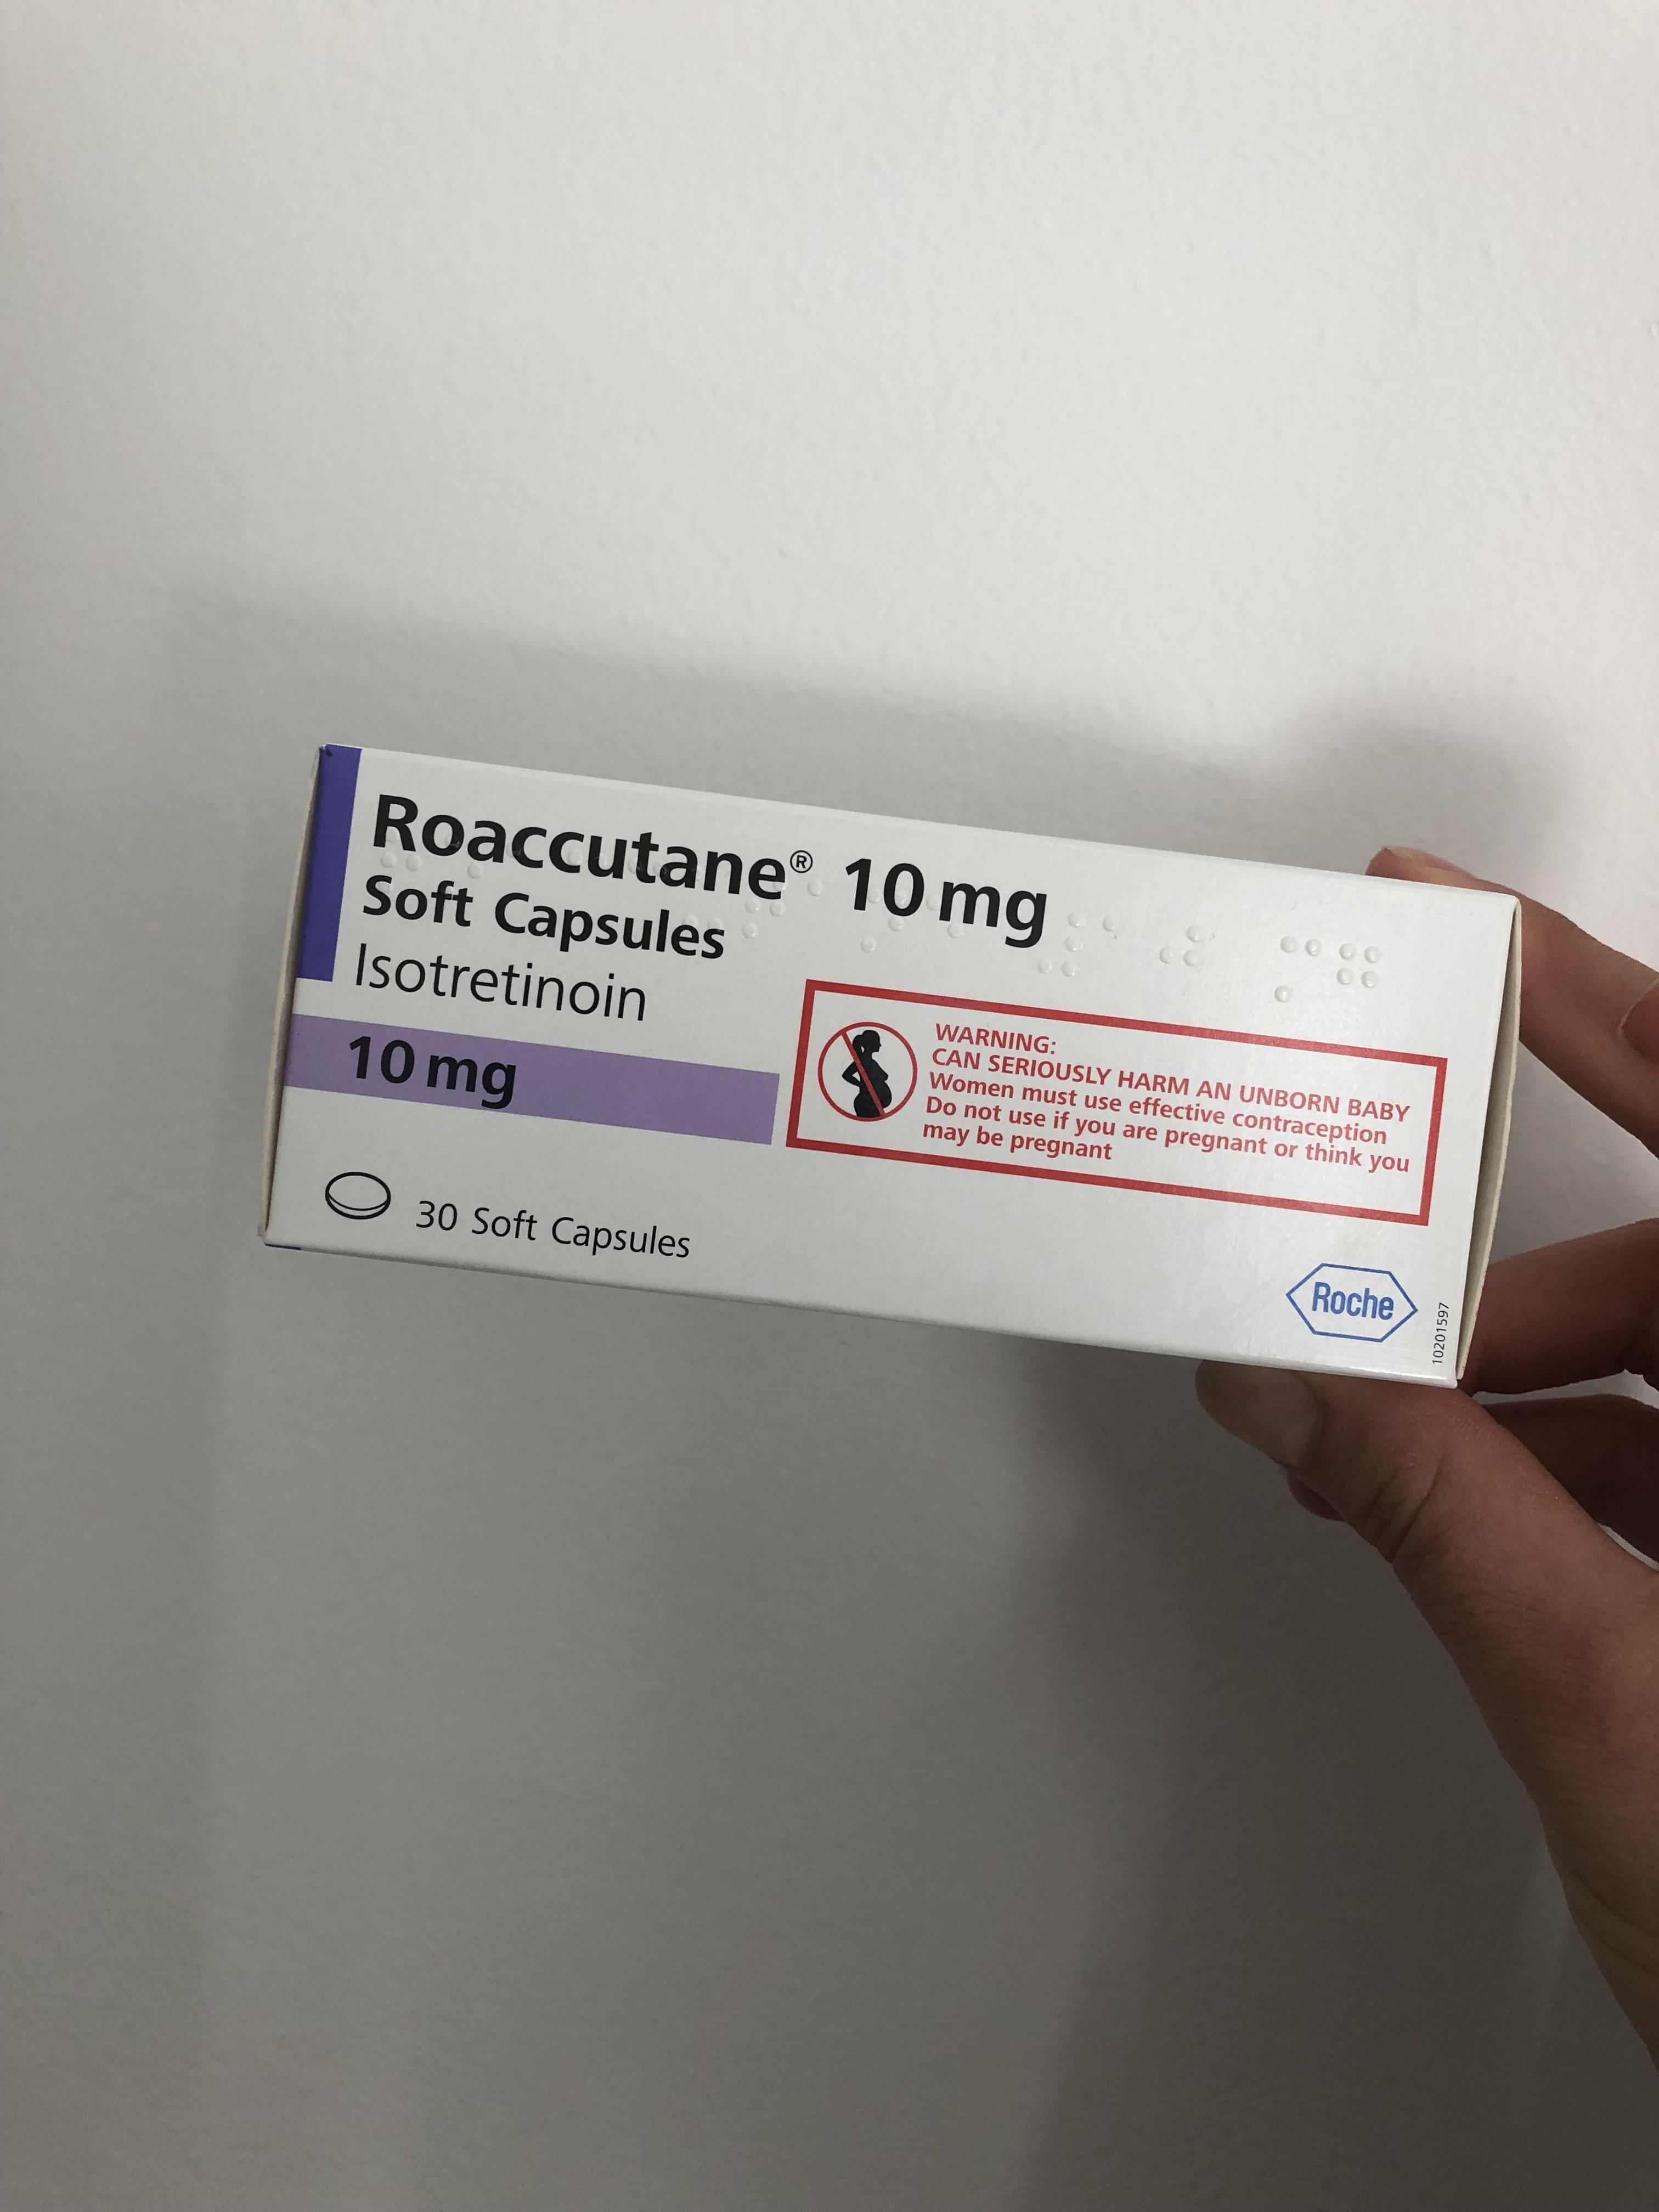 Roaccutane® 10 mg
Soft Capsules
Isotretinoin
10 mg
WARNING:
CAN SERIOUSLY HARM AN UNBORN BABY
Women must use effective contraception
Do not use if you are pregnant or think you
may be pregnant
30 Soft Capsules
Roche
10201597